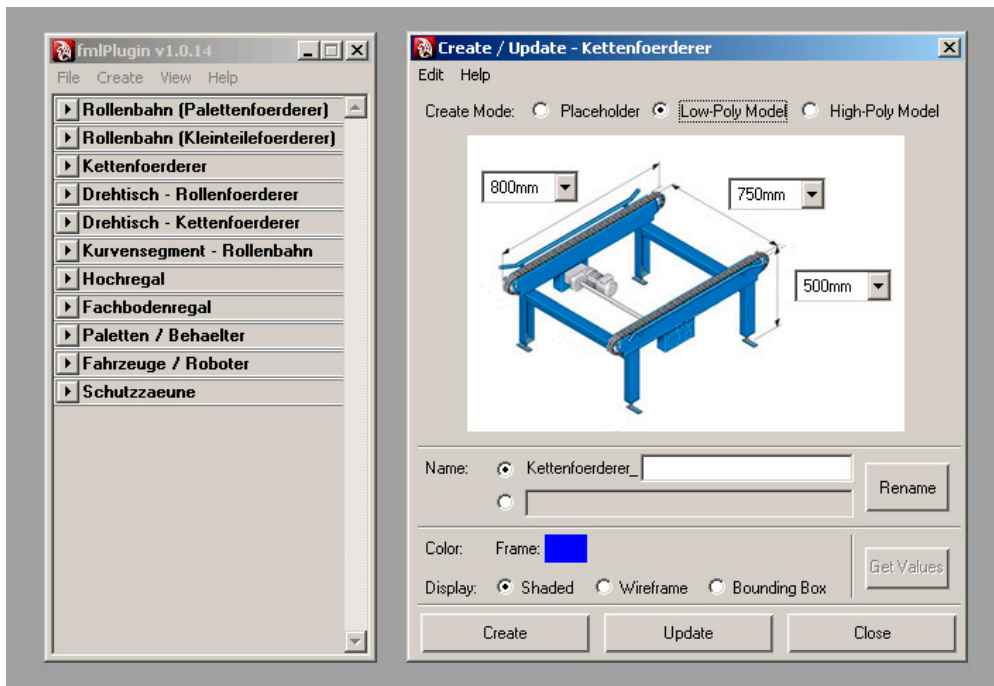 fmlPlugin v1.0.14
File Create View Help
Rollenbahn (Palettenfoerderer)
Rollenbahn (Kleinteilefoerderer)
Kettenfoerderer
Drehtisch - Rollenfoerderer
Drehtisch - Kettenfoerderer
Kurvensegment - Rollenbahn
Hochregal
Fachbodenregal
Paletten / Behaelter
Fahrzeuge / Roboter
Schutzzaeune
Create / Update - Kettenfoerderer
Edit Help
Create Mode: Placeholder Low-Poly Model High-Poly Model
800mm
750mm
500mm
Name: Kettenfoerderer_
Rename
Color: Frame:
Get Values
Display: Shaded Wireframe Bounding Box
Create Update Close